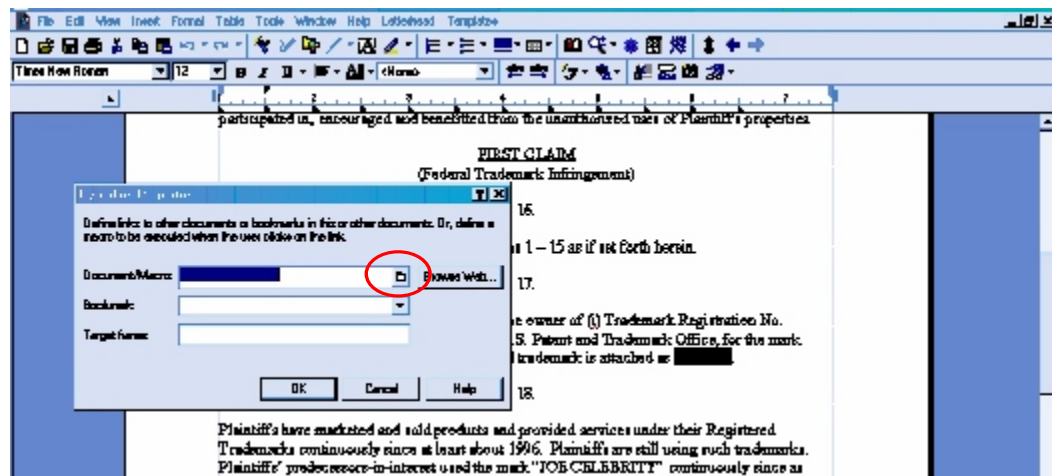 File Edit View Insert Format Table Tools Window Help Letterhead Templates
Times New Roman 12 B <None>
participated in, encouraged and benefitted from the unauthorized uses of Plaintiff's properties
FIRST CLAIM
(Federal Trademark Infringement)
16.
Define links to other documents or bookmarks in this or other documents. Or, define a
macro to be executed when the user clicks on the link.
1 – 15 as if set forth herein.
Document/Macro: Browse Web...
17.
Bookmark:
owner of (i) Trademark Registration No.
Target frame:
Patent and Trademark Office, for the mark
trademark is attached as
OK Cancel Help
18.
Plaintiffs have marketed and sold products and provided services under their Registered
Trademarks continuously since at least about 1996. Plaintiffs are still using such trademarks.
Plaintiffs' predecessors-in-interest used the mark "JOE CELEBRITY" continuously since as